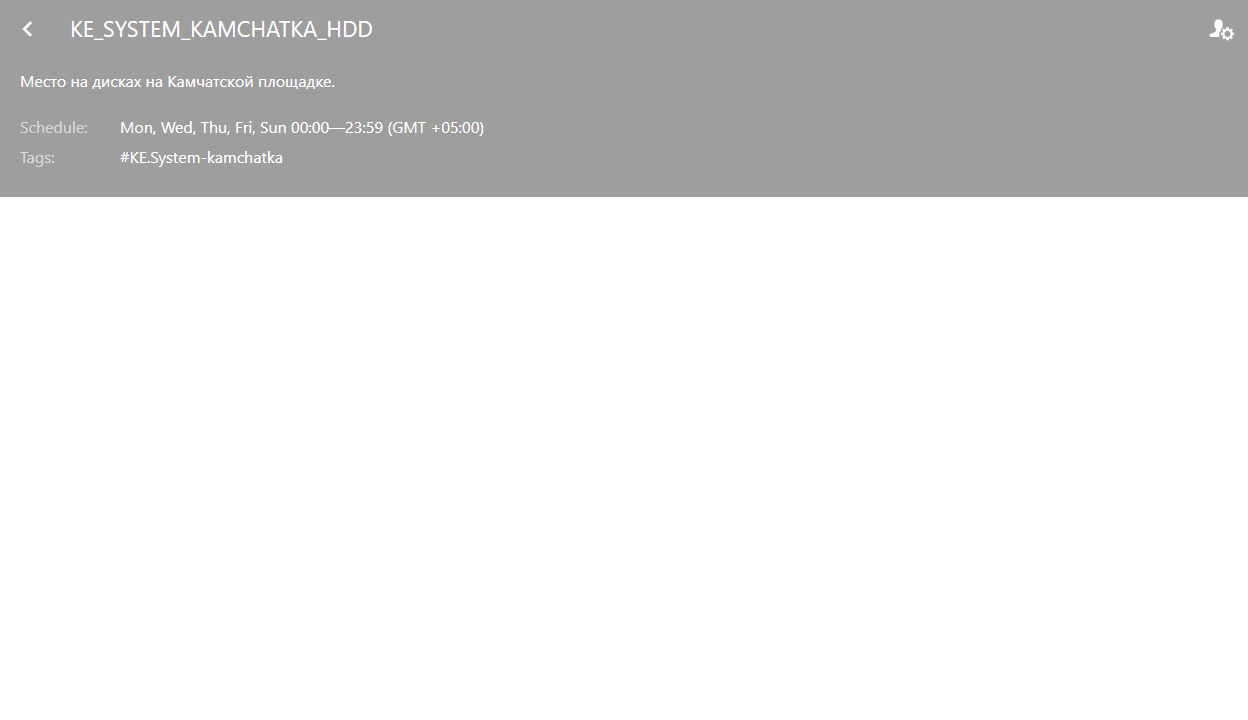 KE_SYSTEM_KAMCHATKA_HDD
Место на дисках на Камчатской площадке.
Schedule: Mon, Wed, Thu, Fri, Sun 00:00—23:59 (GMT +05:00)
Tags: #KE.System-kamchatka